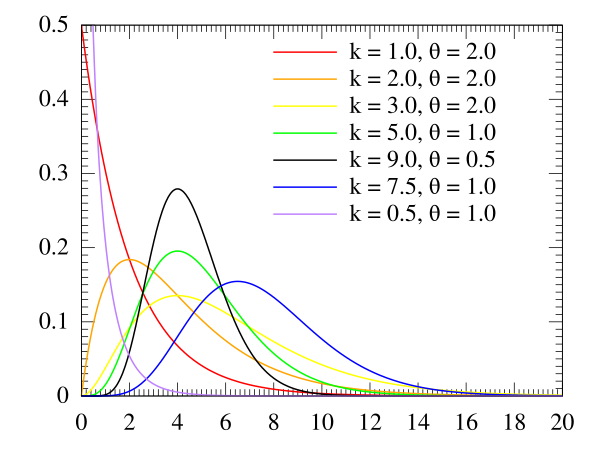 0.5
k = 1.0, θ = 2.0
k = 2.0, θ = 2.0
0.4
k = 3.0, θ = 2.0
k = 5.0, θ = 1.0
k = 9.0, θ = 0.5
0.3
k = 7.5, θ = 1.0
k = 0.5, θ = 1.0
0.2
0.1
0
0 2 4 6 8 10 12 14 16 18 20